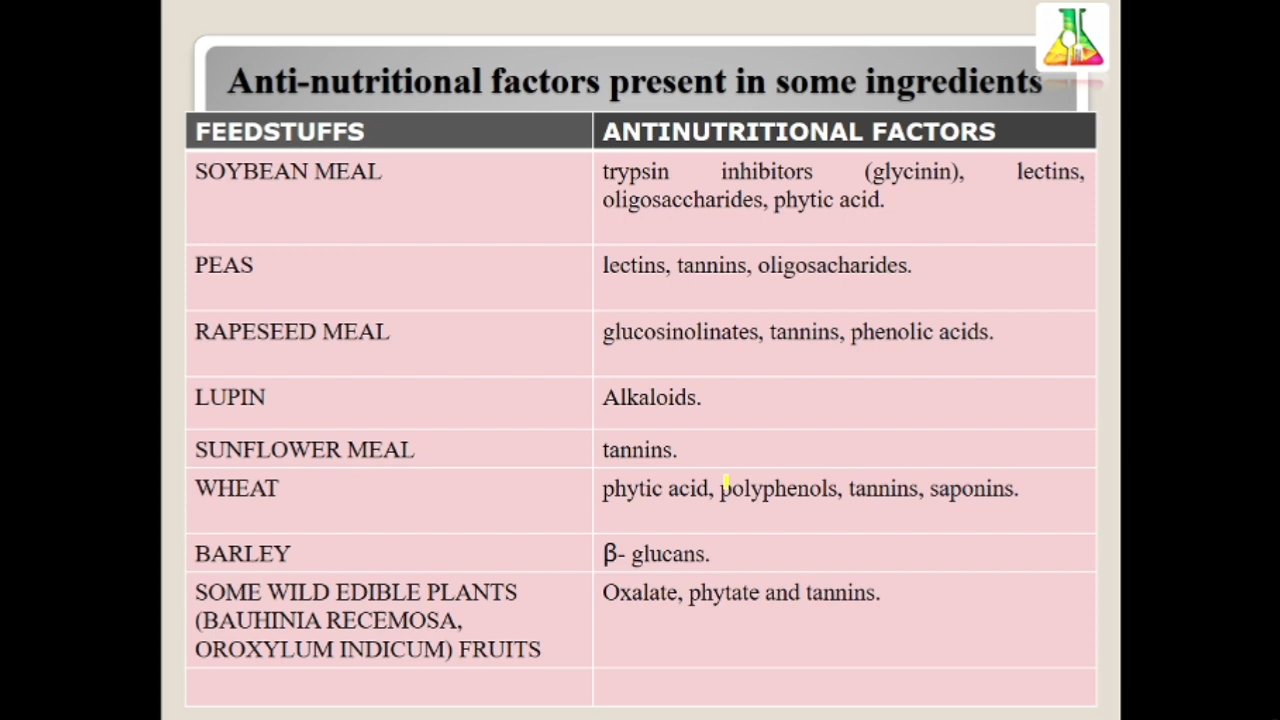 Anti-nutritional factors present in some ingredients
FEEDSTUFFS
ANTINUTRITIONAL FACTORS
SOYBEAN MEAL
trypsin inhibitors (glycinin), lectins,
oligosaccharides, phytic acid.
PEAS
lectins, tannins, oligosacharides.
RAPESEED MEAL
glucosinolinates, tannins, phenolic acids.
LUPIN
Alkaloids.
SUNFLOWER MEAL
tannins.
WHEAT
phytic acid, polyphenols, tannins, saponins.
BARLEY
β- glucans.
SOME WILD EDIBLE PLANTS
(BAUHINIA RECEMOSA,
OROXYLUM INDICUM) FRUITS
Oxalate, phytate and tannins.